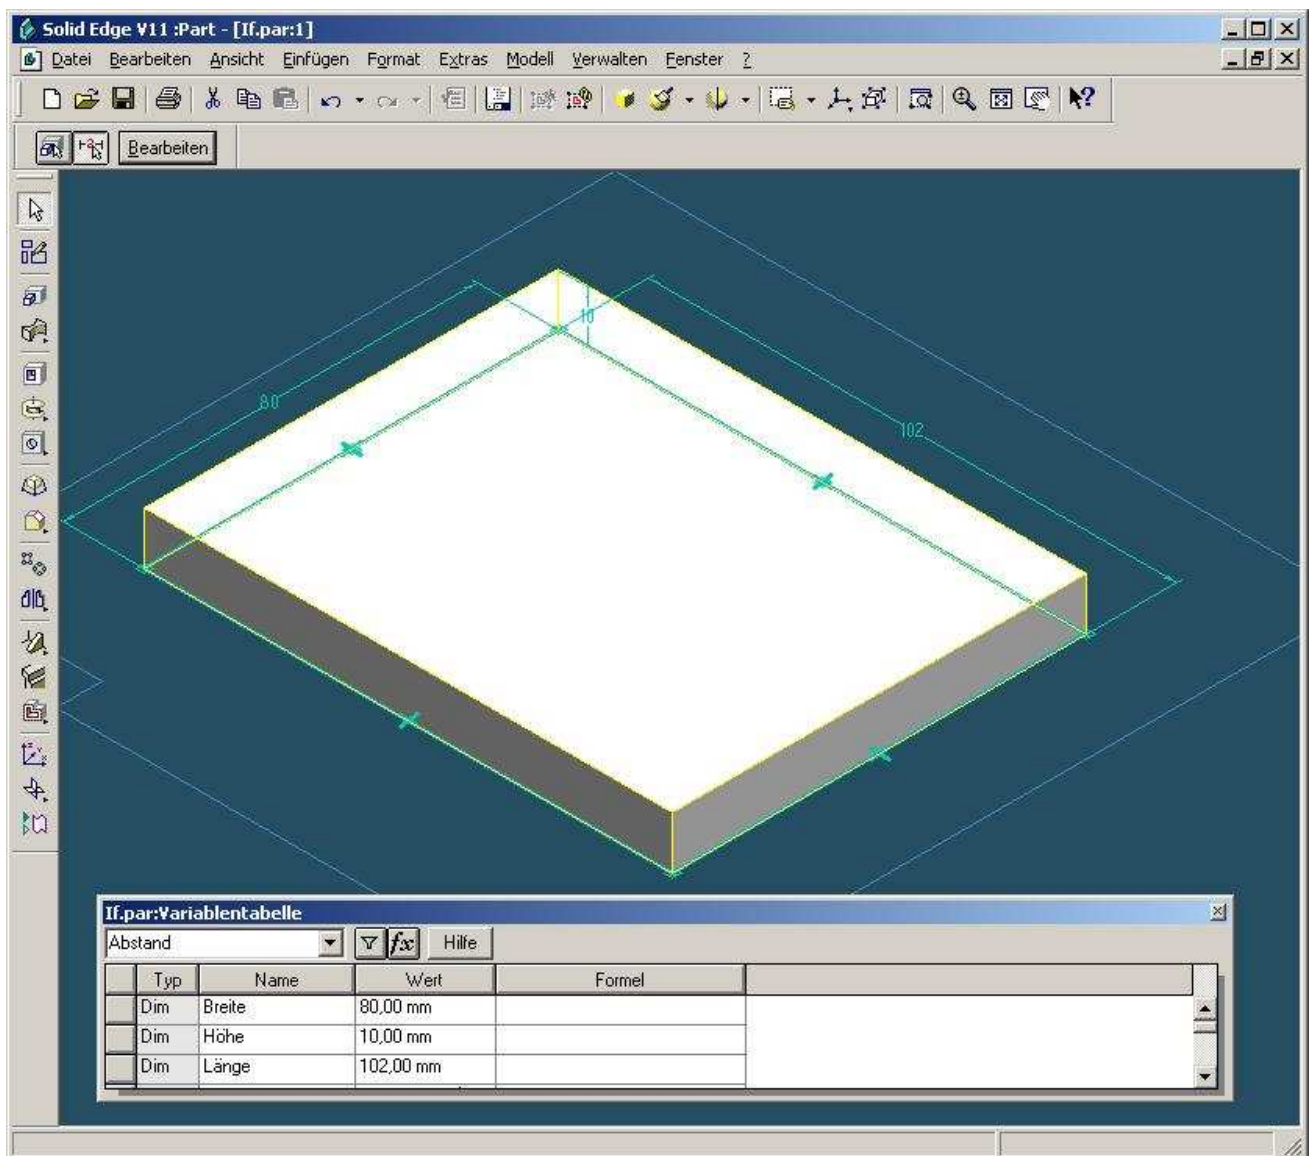 Solid Edge V11 :Part - [If.par:1]
Datei Bearbeiten Ansicht Einfügen Format Extras Modell Verwalten Fenster ?
Bearbeiten
10
80
102
If.par:Variablentabelle
Abstand fx Hilfe
Typ Name Wert Formel
Dim Breite 80,00 mm
Dim Höhe 10,00 mm
Dim Länge 102,00 mm